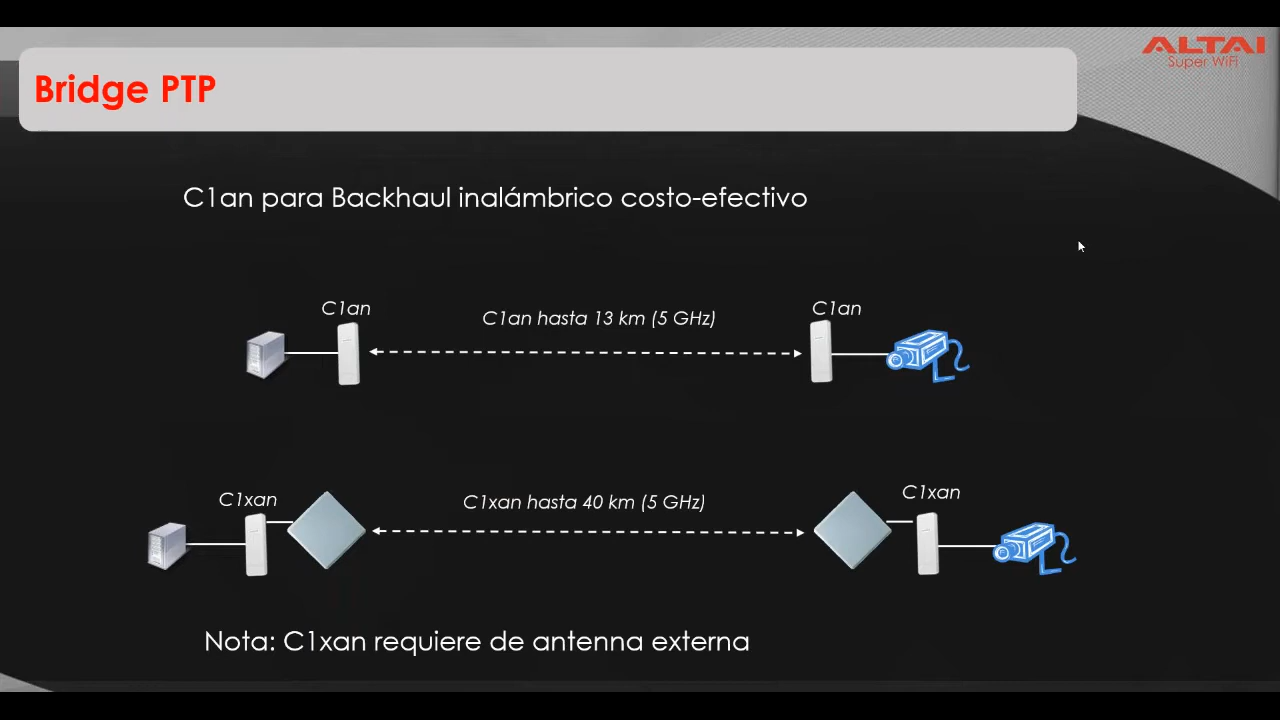 ALTAI
Super WiFi
Bridge PTP
C1an para Backhaul inalámbrico costo-efectivo
C1an
C1an hasta 13 km (5 GHz)
C1an
C1xan
C1xan hasta 40 km (5 GHz)
C1xan
Nota: C1xan requiere de antenna externa